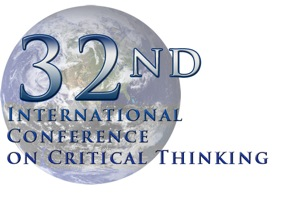 32ND
INTERNATIONAL
CONFERENCE
ON CRITICAL THINKING